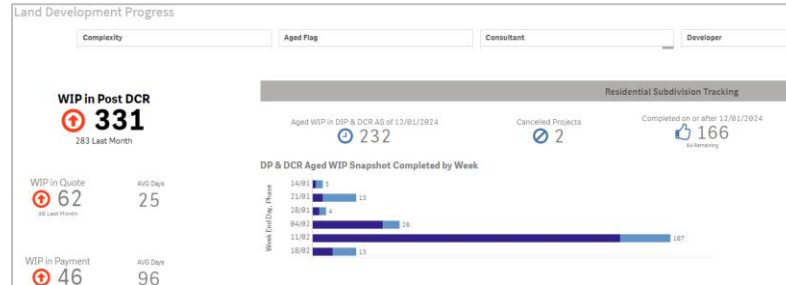 Land Development Progress
Complexity
Aged Flag
Consultant
Developer
WIP in Post DCR
331
283 Last Month
WIP in Quote
62
38 Last Month
AVG Days
25
WIP in Payment
46
AVG Days
96
Residential Subdivision Tracking
Aged WIP in DIP & DCR AS of 12/01/2024
232
Cancelled Projects
2
Completed on or after 12/01/2024
166
64 Remaining
DP & DCR Aged WIP Snapshot Completed by Week
Week End Day, Phase
14/01 3
21/01 13
28/01 4
04/02 26
11/02 107
18/02 13